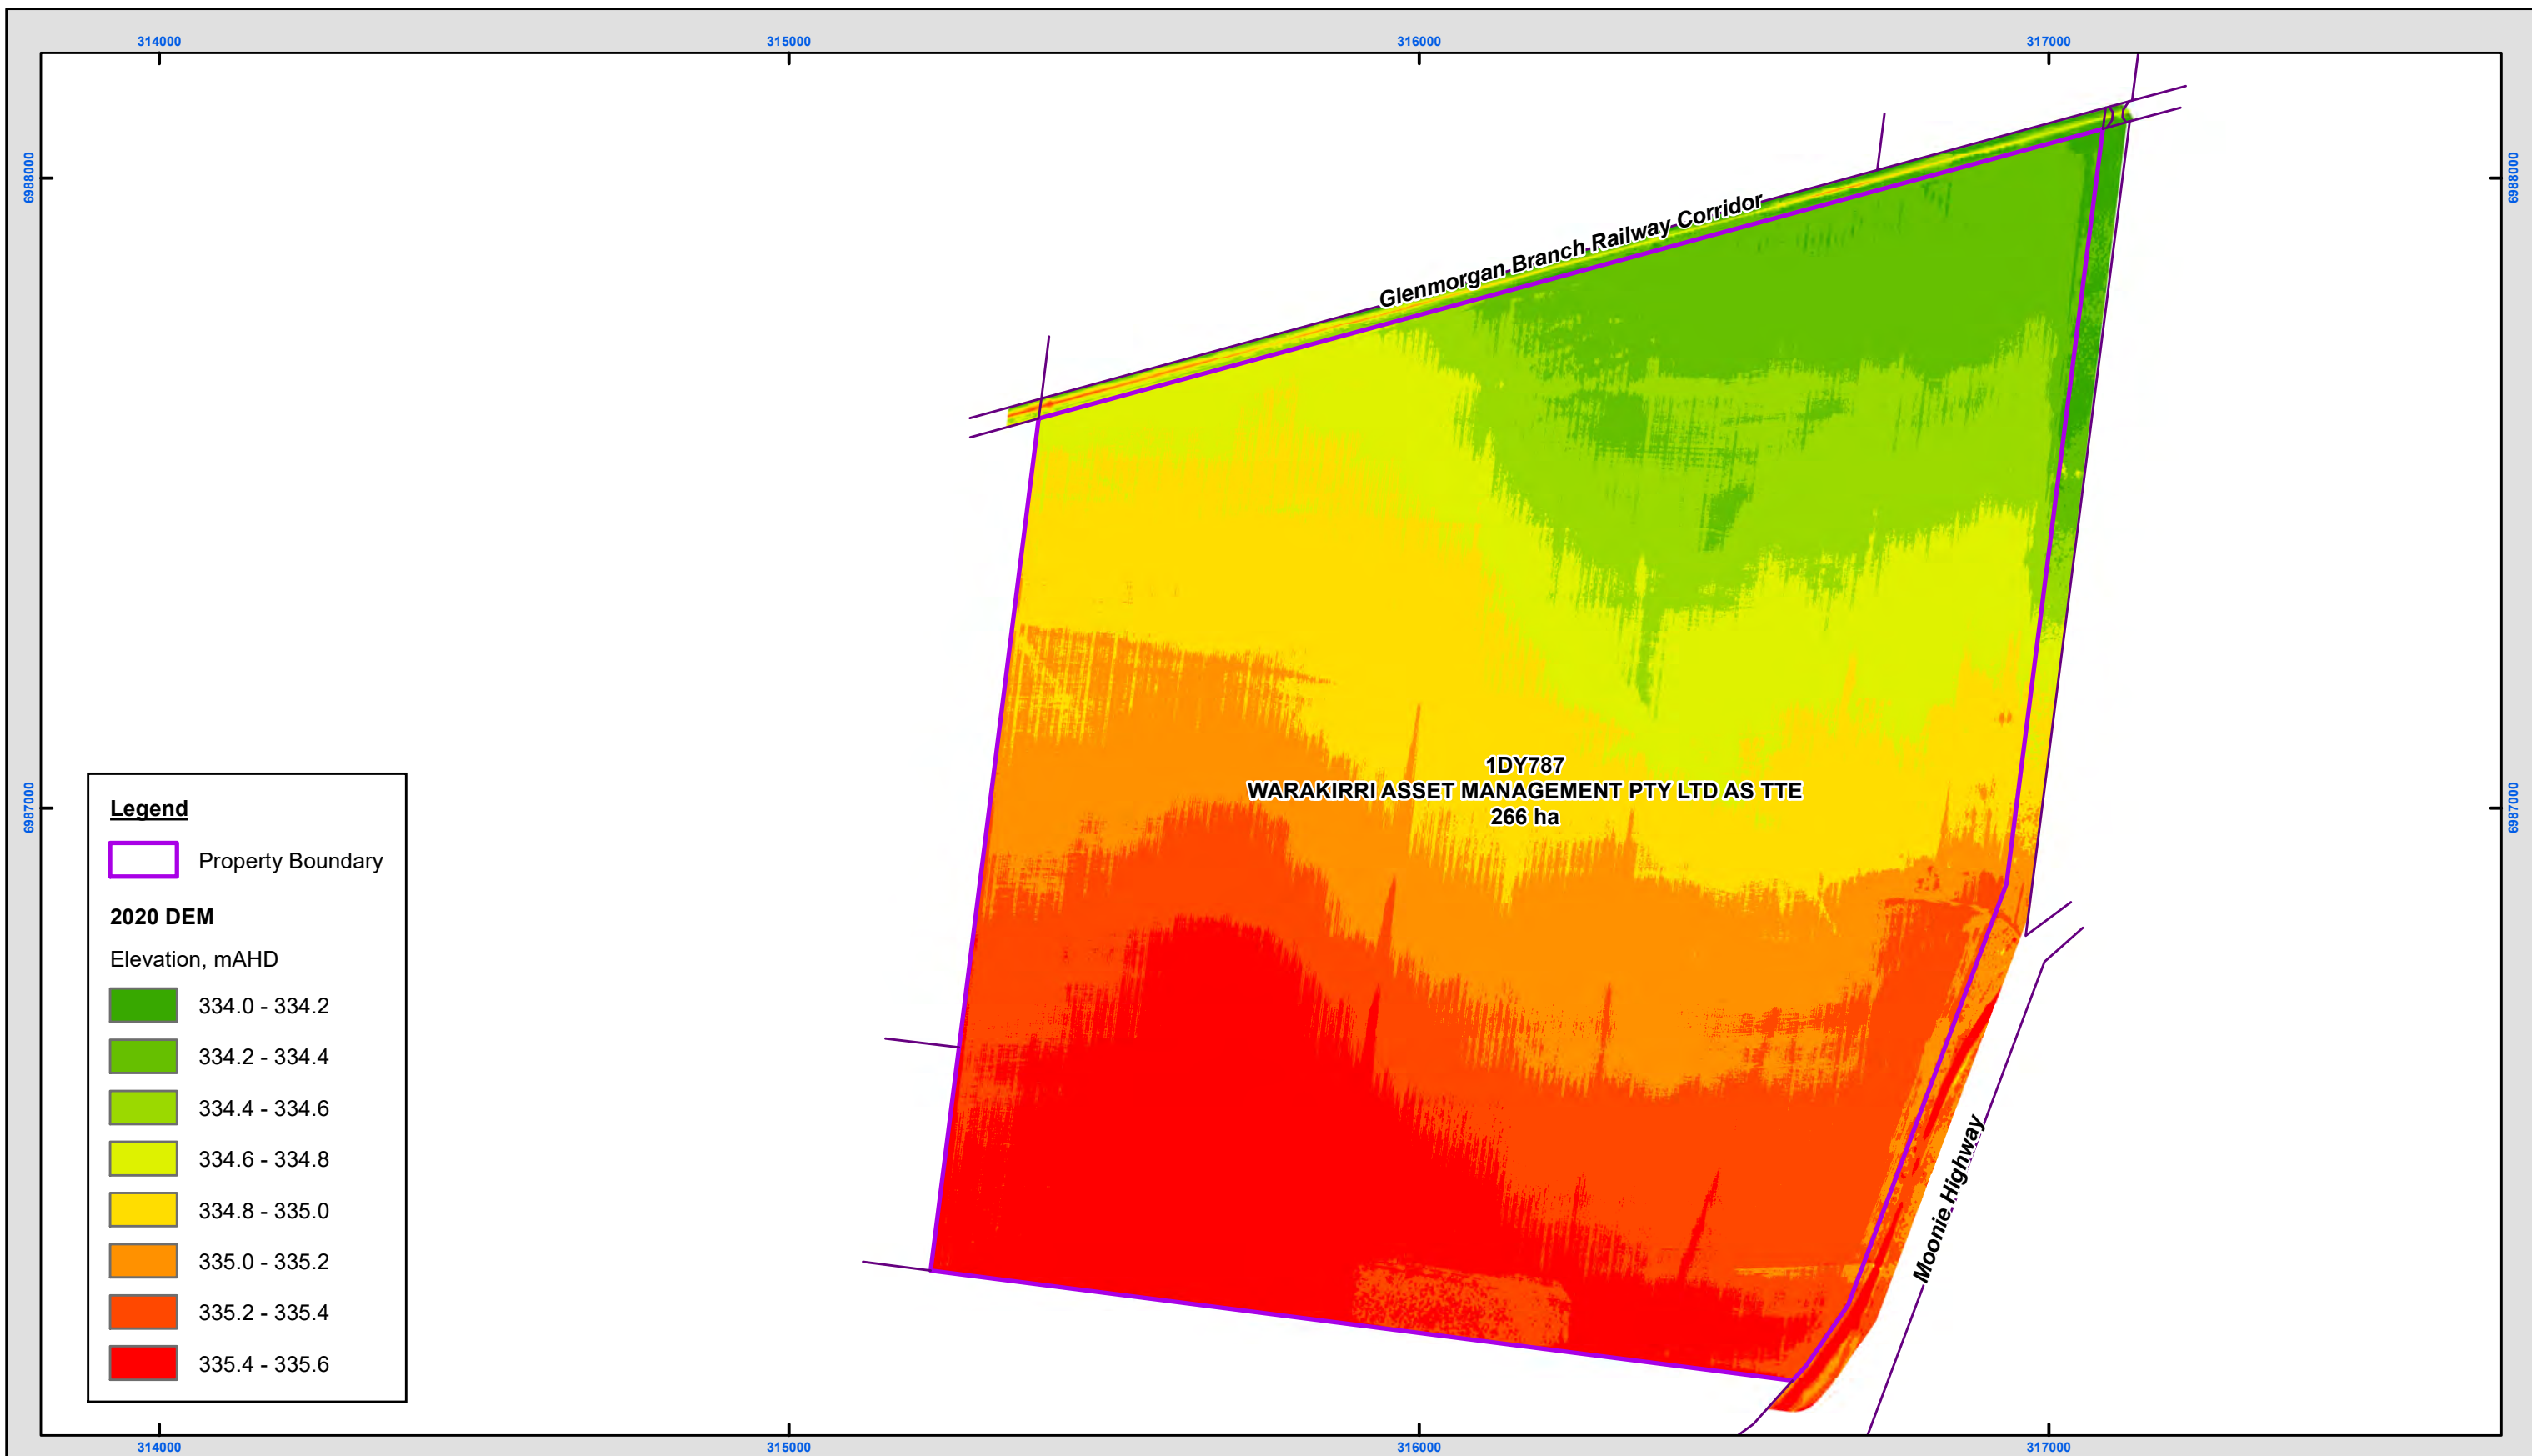 314000
315000
316000
317000
6988000
6988000
Glenmorgan Branch Railway Corridor
1DY787
WARAKIRRI ASSET MANAGEMENT PTY LTD AS TTE
266 ha
6987000
6987000
Moonie Highway
Legend
Property Boundary
2020 DEM
Elevation, mAHD
334.0 - 334.2
334.2 - 334.4
334.4 - 334.6
334.6 - 334.8
334.8 - 335.0
335.0 - 335.2
335.2 - 335.4
335.4 - 335.6
314000
315000
316000
317000